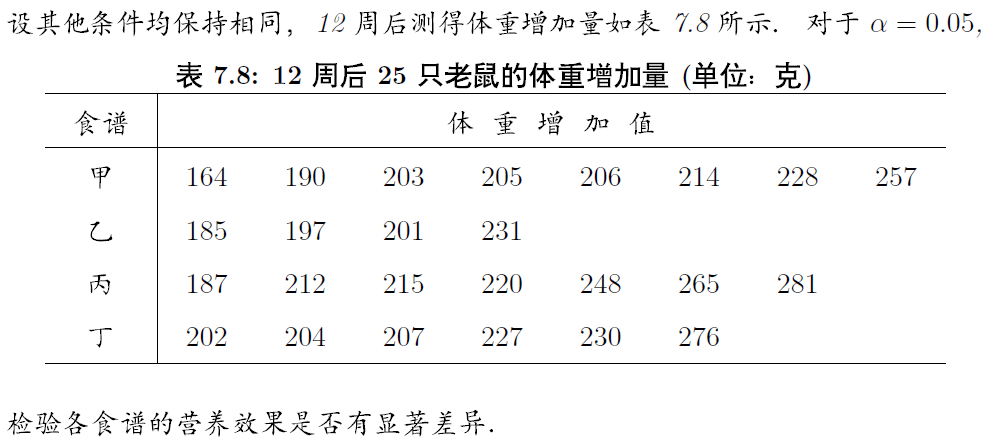 设其他条件均保持相同, 12 周后测得体重增加量如表 7.8 所示. 对于 α = 0.05,
表 7.8: 12 周后 25 只老鼠的体重增加量 (单位: 克)
食谱 体 重 增 加 值
甲 164 190 203 205 206 214 228 257
乙 185 197 201 231
丙 187 212 215 220 248 265 281
丁 202 204 207 227 230 276
检验各食谱的营养效果是否有显著差异.